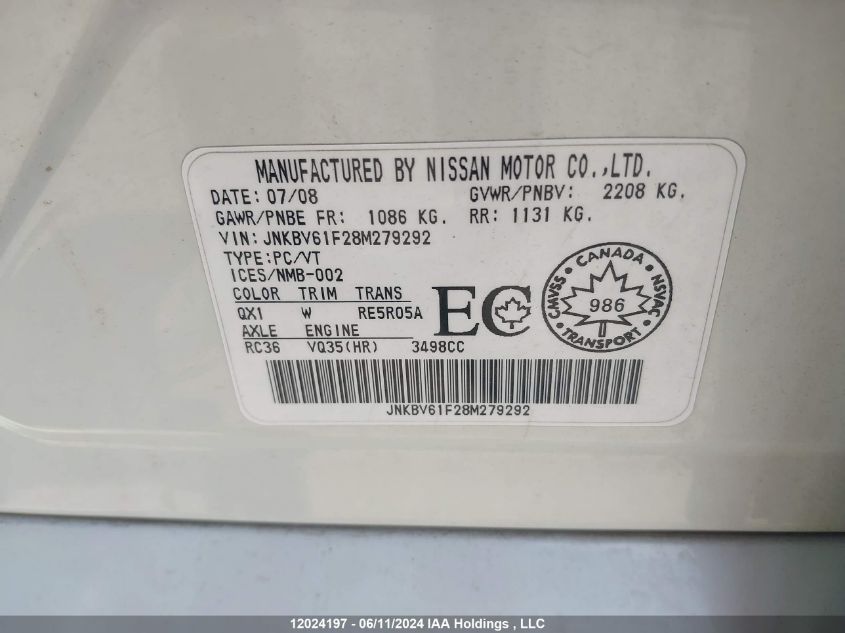 MANUFACTURED BY NISSAN MOTOR CO.,LTD.
DATE: 07/08 GVWR/PNBV: 2208 KG.
GAWR/PNBE FR: 1086 KG. RR: 1131 KG.
VIN: JNKBV61F28M279292
TYPE:PC/VT
ICES/NMB-002
COLOR TRIM TRANS
QX1 W RE5R05A
AXLE ENGINE
RC36 VQ35(HR) 3498CC
EC
CMVSS • CANADA • NSVAC
986
• TRANSPORT •
JNKBV61F28M279292
12024197 - 06/11/2024 IAA Holdings , LLC